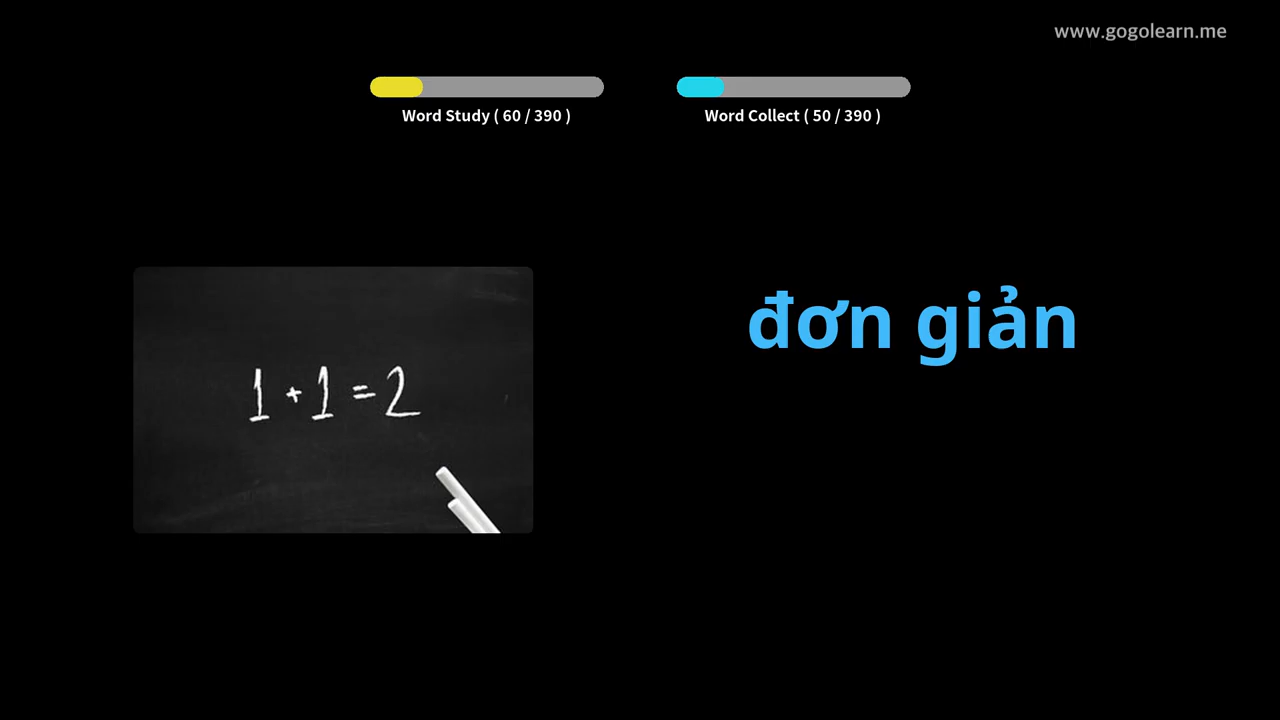 www.gogolearn.me
Word Study ( 60 / 390 )
Word Collect ( 50 / 390 )
đơn giản
1 + 1 = 2